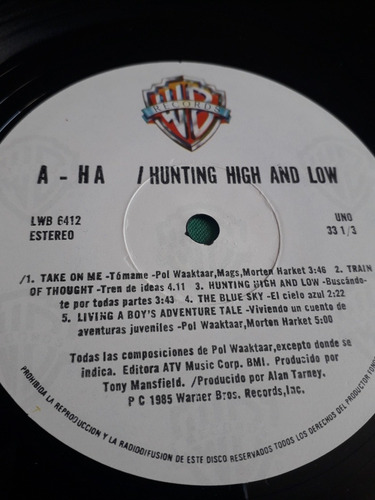 WB
RECORDS
A - HA / HUNTING HIGH AND LOW
LWB 6412 UNO
ESTEREO 33 1/3
/1. TAKE ON ME -Tómame -Pol Waaktaar,Mags,Morten Harket 3:46 2. TRAIN
OF THOUGHT -Tren de ideas 4.11 3. HUNTING HIGH AND LOW -Buscándo-
te por todas partes 3:43 4. THE BLUE SKY -El cielo azul 2:22
5. LIVING A BOY'S ADVENTURE TALE -Viviendo un cuento de
aventuras juveniles - Pol Waaktaar,Morten Harket 5:00
Todas las composiciones de Pol Waaktaar,excepto donde se
indica. Editora ATV Music Corp. BMI. Producido por
Tony Mansfield. /Producido por Alan Tarney.
P C 1985 Warner Bros. Records,Inc.
PROHIBIDA LA REPRODUCCION Y LA RADIODIFUSION DE ESTE DISCO RESERVADOS TODOS LOS DERECHOS DEL PRODUCTOR